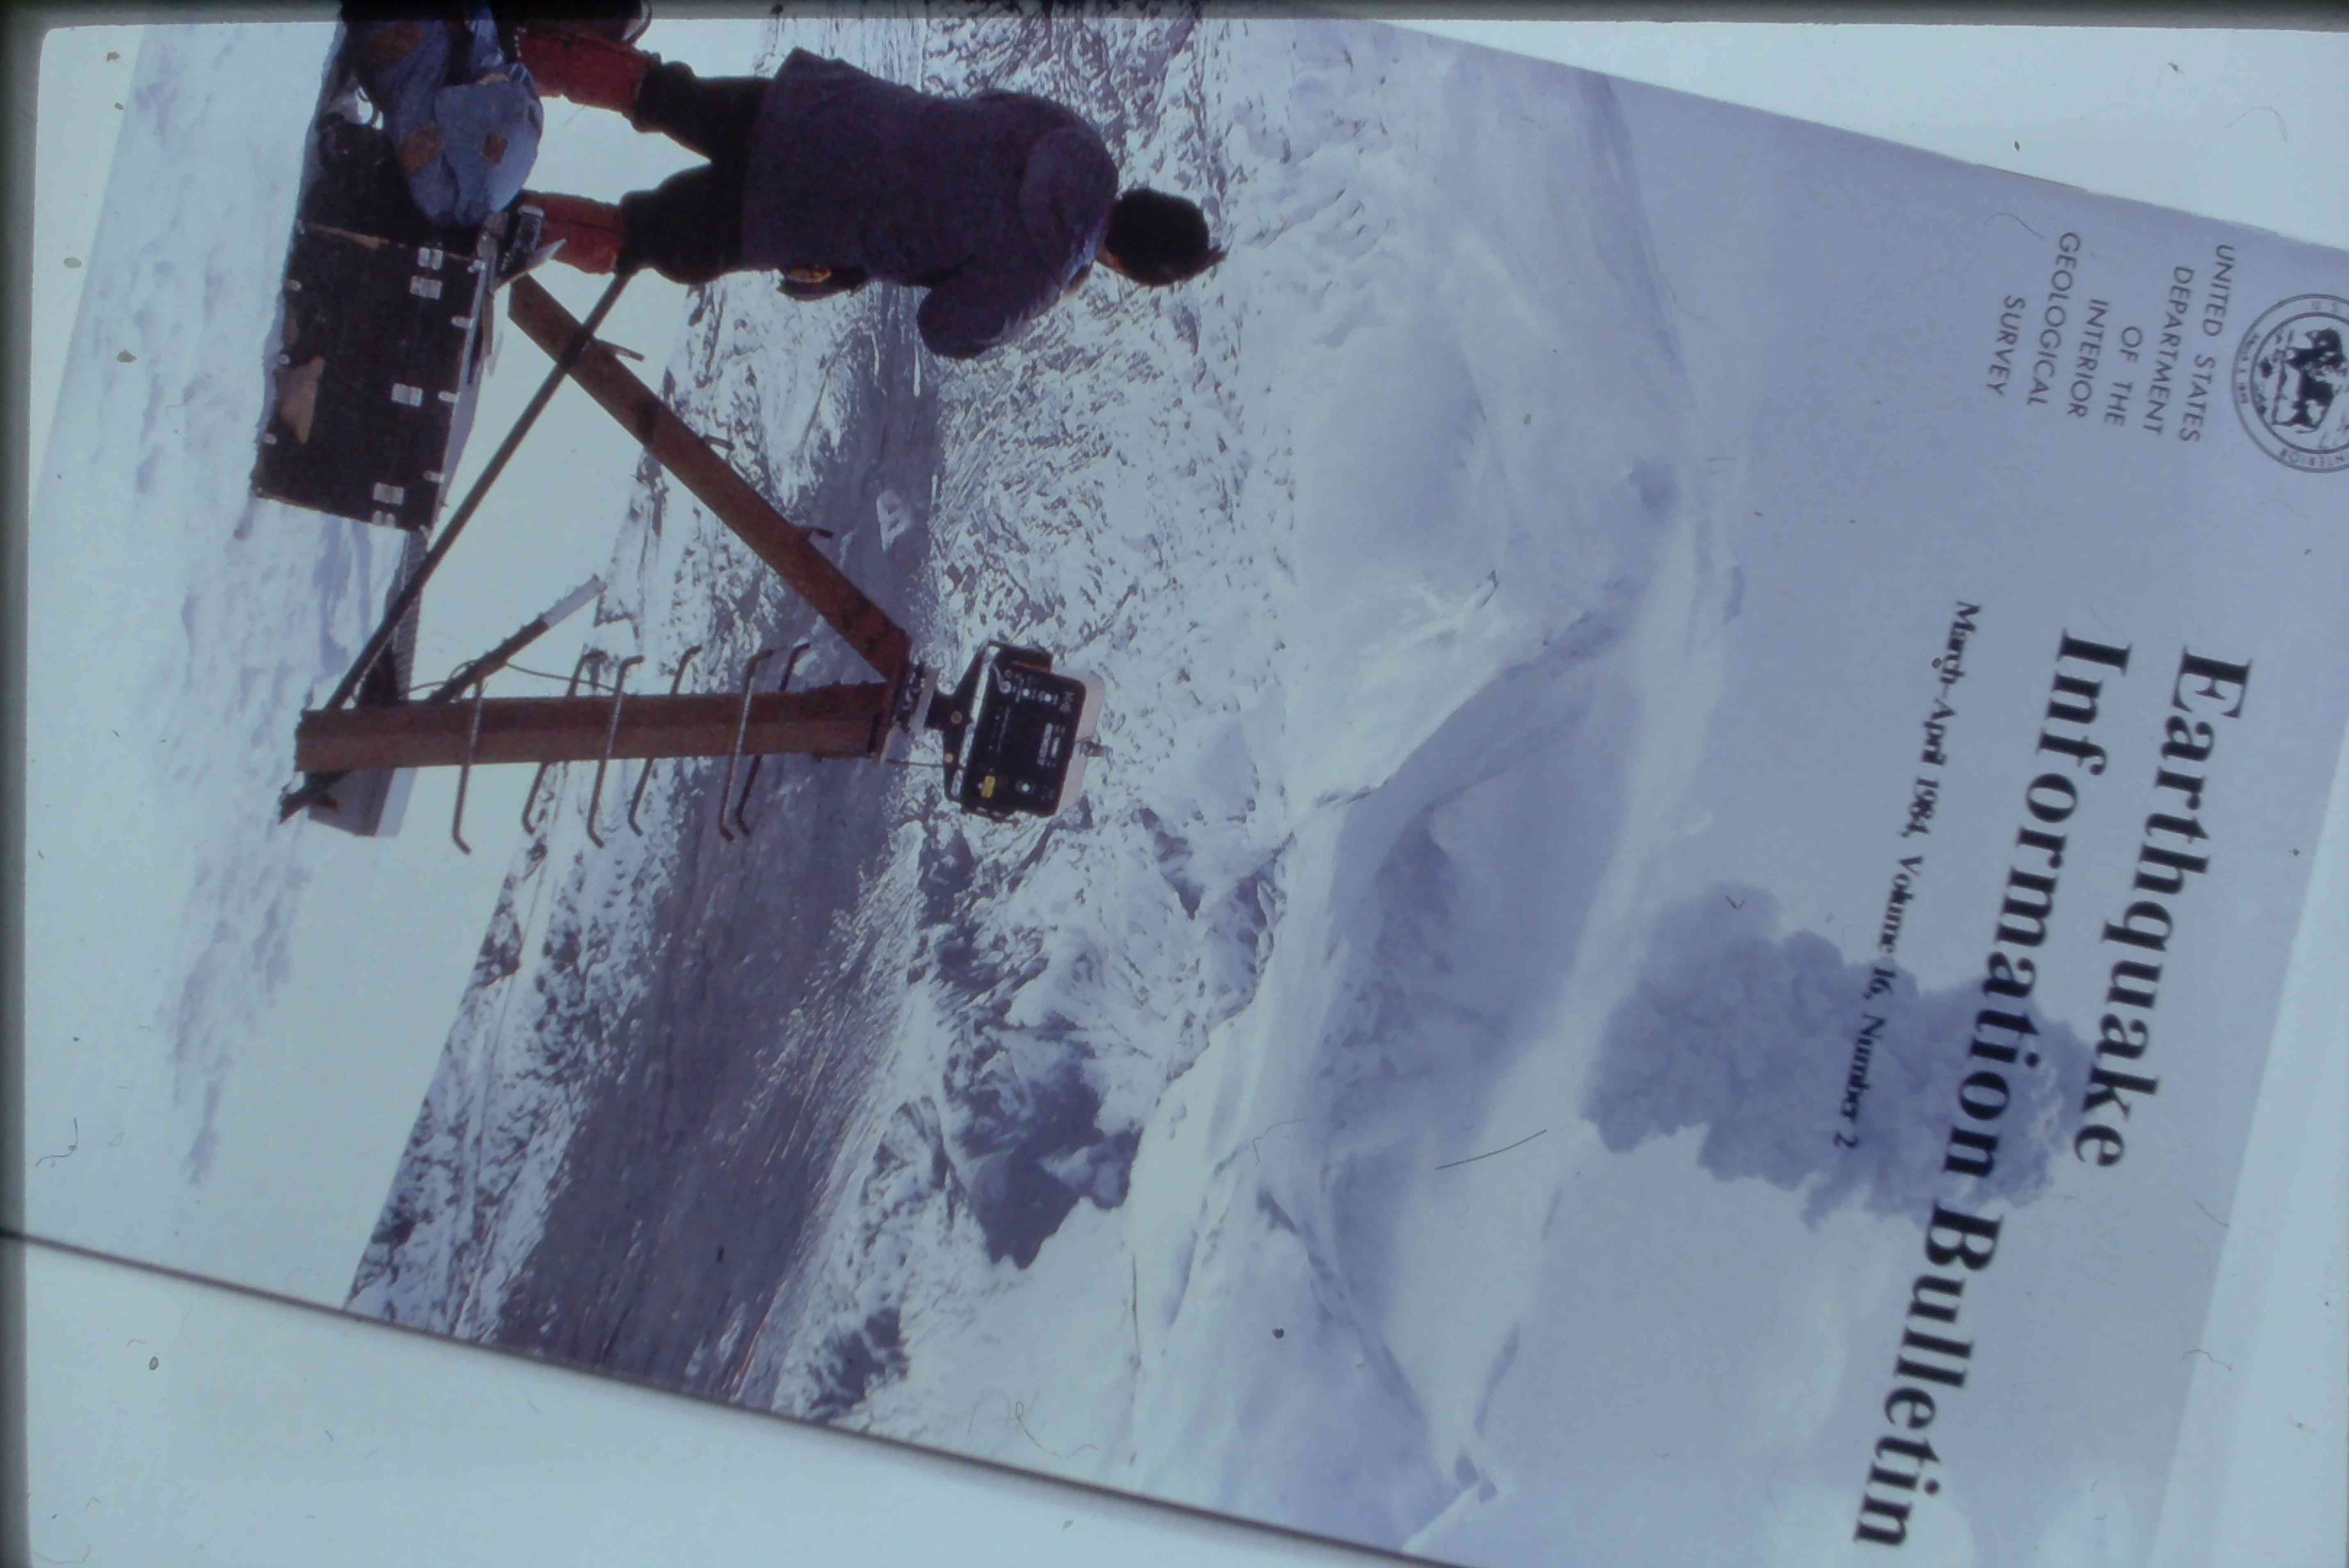 UNITED STATES
DEPARTMENT
OF THE
INTERIOR
GEOLOGICAL
SURVEY
Earthquake
Information Bulletin
March-April 1984, Volume 16, Number 2